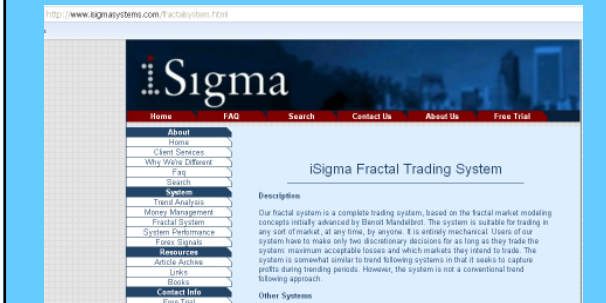 http://www.isigmasystems.com/fractalsystem.html
iSigma
Home FAQ Search Contact Us About Us Free Trial
About
Home
Client Services
Why We're Different
Faq
Search
System
Trend Analysis
Money Management
Fractal System
System Performance
Forex Signals
Resources
Article Archive
Links
Books
Contact Info
Free Trial
iSigma Fractal Trading System
Description
Our fractal system is a complete trading system, based on the fractal market modeling
concepts initially advanced by Benoit Mandelbrot. The system is suitable for trading in
any sort of market, at any time, by anyone. It is entirely mechanical. Users of our
system have to make only two discretionary decisions for as long as they trade the
system: maximum acceptable losses and which markets they intend to trade. The
system is somewhat similar to trend following systems in that it seeks to capture
profits during trending periods. However, the system is not a conventional trend
following approach.
Other Systems